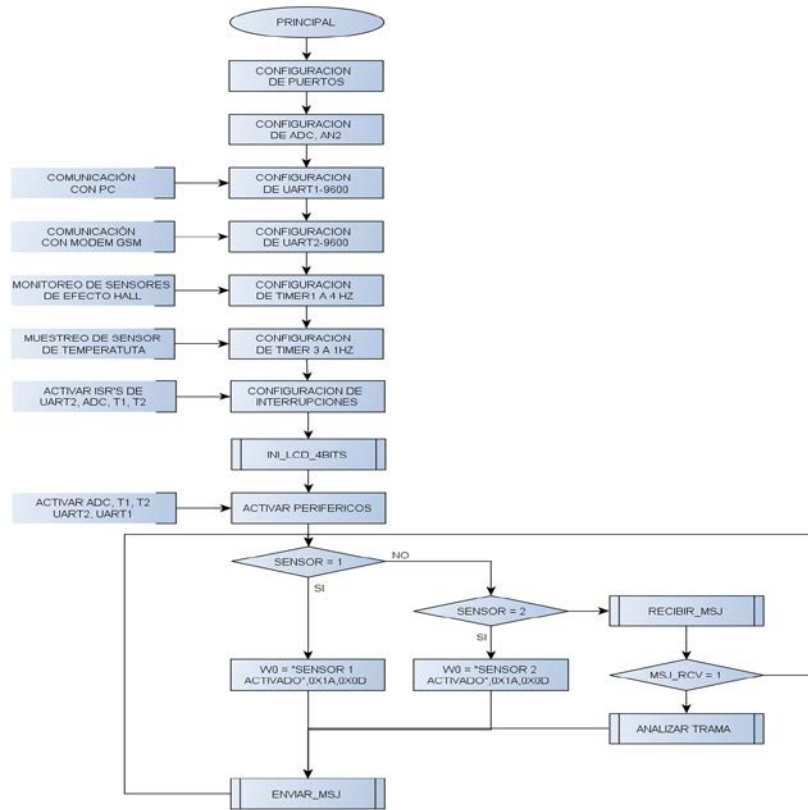 PRINCIPAL
CONFIGURACION
DE PUERTOS
CONFIGURACION
DE ADC, AN2
COMUNICACIÓN
CON PC
CONFIGURACION
DE UART1-9600
COMUNICACIÓN
CON MODEM GSM
CONFIGURACION
DE UART2-9600
MONITOREO DE SENSORES
DE EFECTO HALL
CONFIGURACION
DE TIMER1 A 4 HZ
MUESTREO DE SENSOR
DE TEMPERATUTA
CONFIGURACION
DE TIMER 3 A 1HZ
ACTIVAR ISR'S DE
UART2, ADC, T1, T2
CONFIGURACION DE
INTERRUPCIONES
INI_LCD_4BITS
ACTIVAR ADC, T1, T2
UART2, UART1
ACTIVAR PERIFERICOS
SENSOR = 1
NO
SI
SENSOR = 2
SI
RECIBIR_MSJ
W0 = "SENSOR 1
ACTIVADO",0X1A,0X0D
W0 = "SENSOR 2
ACTIVADO",0X1A,0X0D
MSJ_RCV = 1
ANALIZAR TRAMA
ENVIAR_MSJ